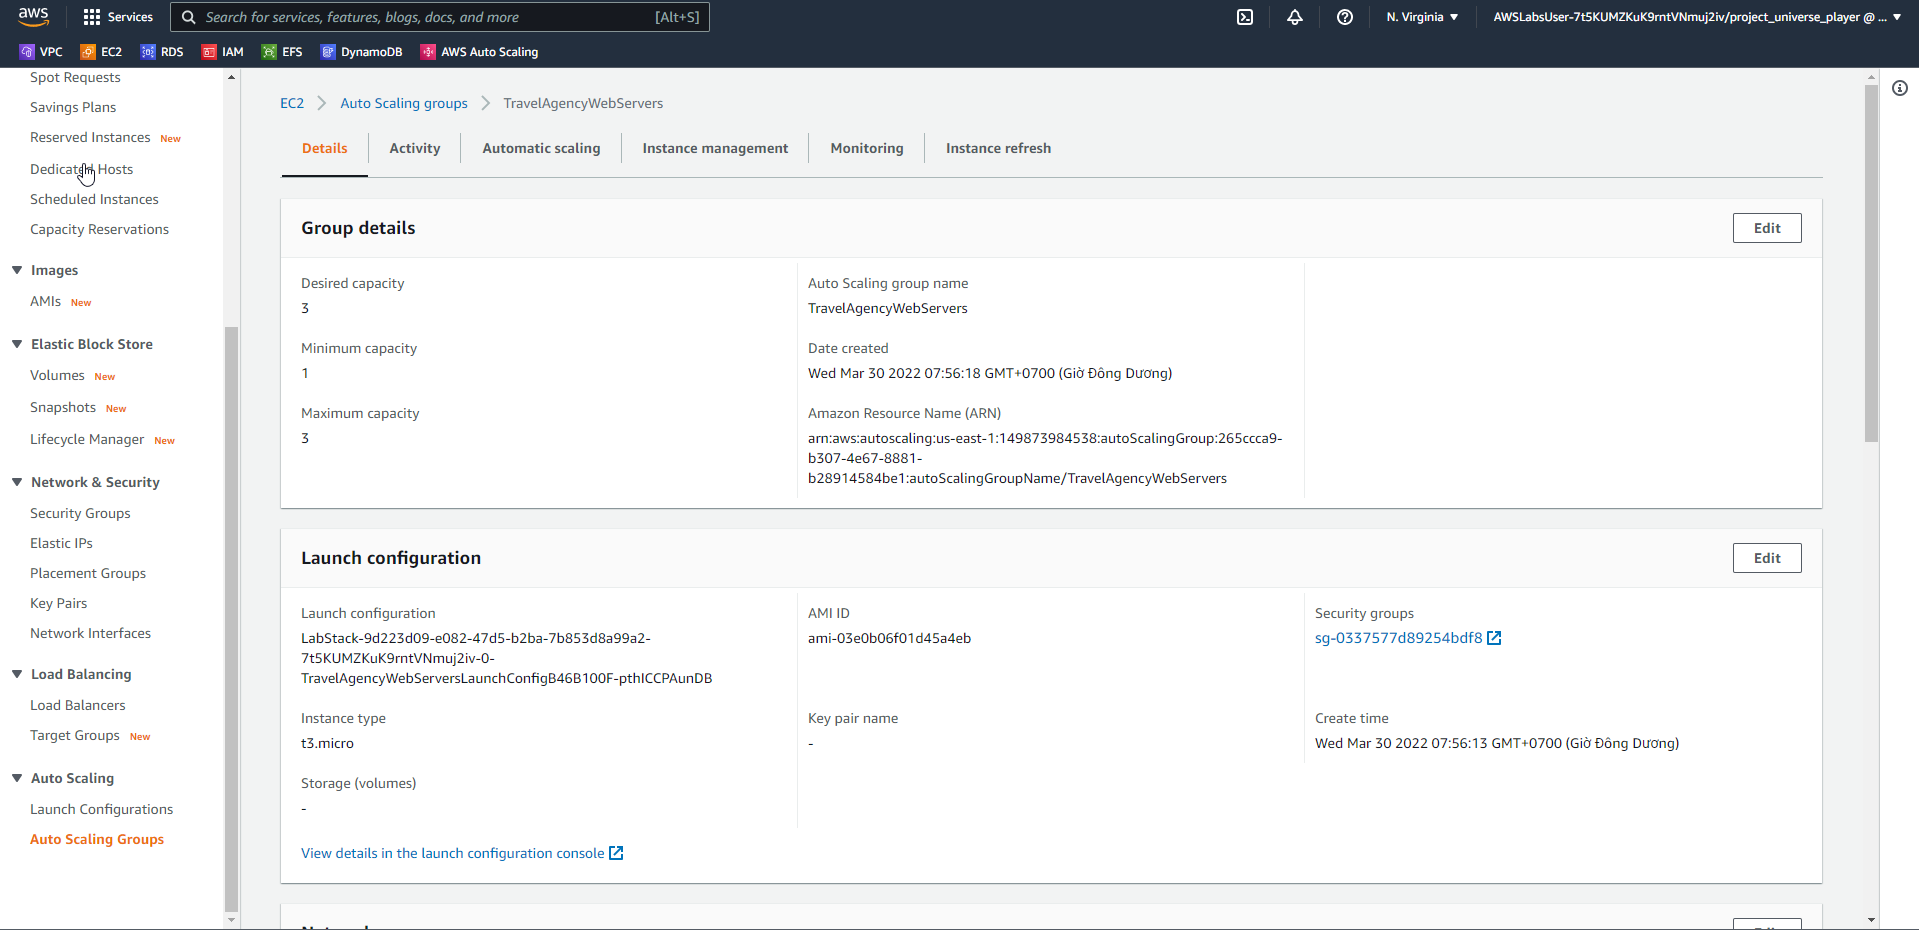 aws
Services
Search for services, features, blogs, docs, and more
[Alt+S]
N. Virginia
AWSLabsUser-7t5KUMZKuK9rntVNmuj2iv/project_universe_player @ ...
VPC
EC2
RDS
IAM
EFS
DynamoDB
AWS Auto Scaling
Spot Requests
Savings Plans
Reserved Instances New
Dedicated Hosts
Scheduled Instances
Capacity Reservations
Images
AMIs New
Elastic Block Store
Volumes New
Snapshots New
Lifecycle Manager New
Network & Security
Security Groups
Elastic IPs
Placement Groups
Key Pairs
Network Interfaces
Load Balancing
Load Balancers
Target Groups New
Auto Scaling
Launch Configurations
Auto Scaling Groups
EC2
Auto Scaling groups
TravelAgencyWebServers
Details
Activity
Automatic scaling
Instance management
Monitoring
Instance refresh
Group details
Edit
Desired capacity
3
Minimum capacity
1
Maximum capacity
3
Auto Scaling group name
TravelAgencyWebServers
Date created
Wed Mar 30 2022 07:56:18 GMT+0700 (Giờ Đông Dương)
Amazon Resource Name (ARN)
arn:aws:autoscaling:us-east-1:149873984538:autoScalingGroup:265ccca9-
b307-4e67-8881-
b28914584be1:autoScalingGroupName/TravelAgencyWebServers
Launch configuration
Edit
Launch configuration
LabStack-9d223d09-e082-47d5-b2ba-7b853d8a99a2-
7t5KUMZKuK9rntVNmuj2iv-0-
TravelAgencyWebServersLaunchConfigB46B100F-pthICCPAunDB
AMI ID
ami-03e0b06f01d45a4eb
Security groups
sg-0337577d89254bdf8
Instance type
t3.micro
Key pair name
-
Create time
Wed Mar 30 2022 07:56:13 GMT+0700 (Giờ Đông Dương)
Storage (volumes)
-
View details in the launch configuration console